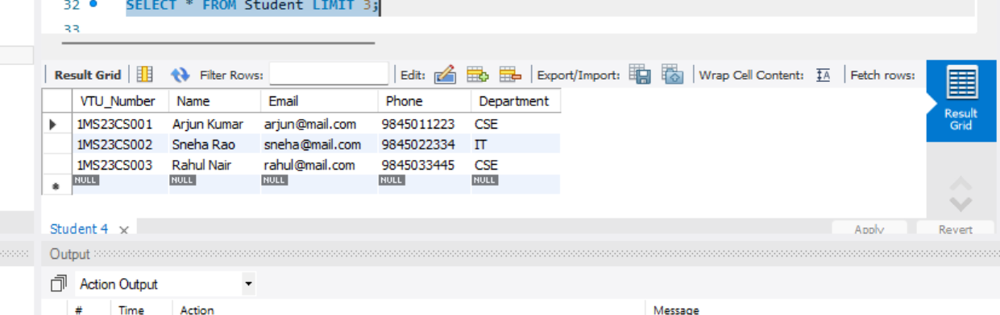 32 SELECT * FROM Student LIMIT 3;
33
Result Grid Filter Rows: Edit: Export/Import: Wrap Cell Content: IA Fetch rows:
VTU_Number Name Email Phone Department
1MS23CS001 Arjun Kumar arjun@mail.com 9845011223 CSE
1MS23CS002 Sneha Rao sneha@mail.com 9845022334 IT
1MS23CS003 Rahul Nair rahul@mail.com 9845033445 CSE
NULL NULL NULL NULL NULL
Result
Grid
Student 4 Apply Revert
Output
Action Output
# Time Action Message